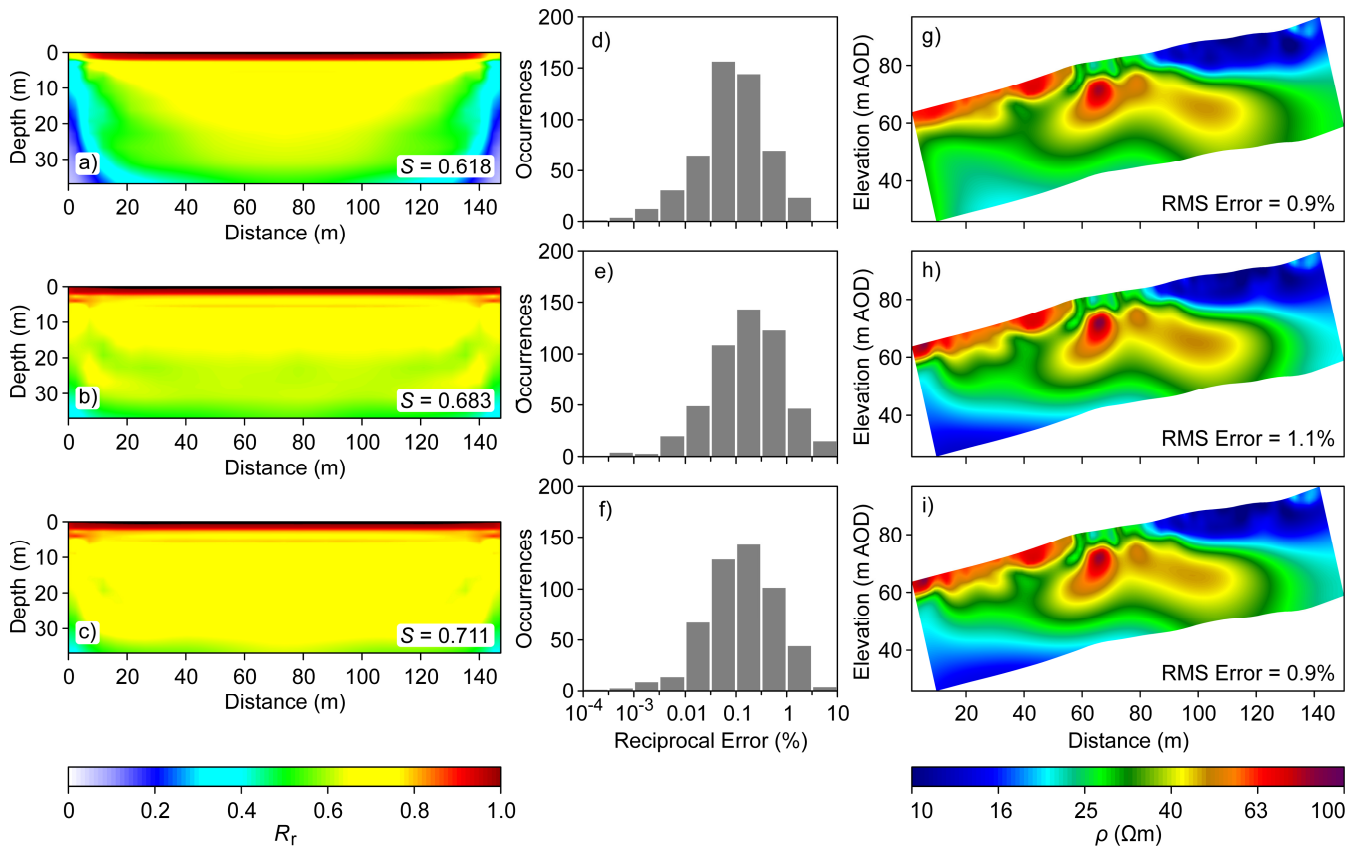 0
10
20
30
Depth (m)
a)
S = 0.618
0 20 40 60 80 100 120 140
Distance (m)
200
150
100
50
0
Occurrences
d)
80
60
40
Elevation (m AOD)
g)
RMS Error = 0.9%
0
10
20
30
Depth (m)
b)
S = 0.683
0 20 40 60 80 100 120 140
Distance (m)
200
150
100
50
0
Occurrences
e)
80
60
40
Elevation (m AOD)
h)
RMS Error = 1.1%
0
10
20
30
Depth (m)
c)
S = 0.711
0 20 40 60 80 100 120 140
Distance (m)
200
150
100
50
0
Occurrences
f)
10⁻⁴ 10⁻³ 0.01 0.1 1 10
Reciprocal Error (%)
80
60
40
Elevation (m AOD)
i)
RMS Error = 0.9%
20 40 60 80 100 120 140
Distance (m)
0 0.2 0.4 0.6 0.8 1.0
Rr
10 16 25 40 63 100
ρ (Ωm)